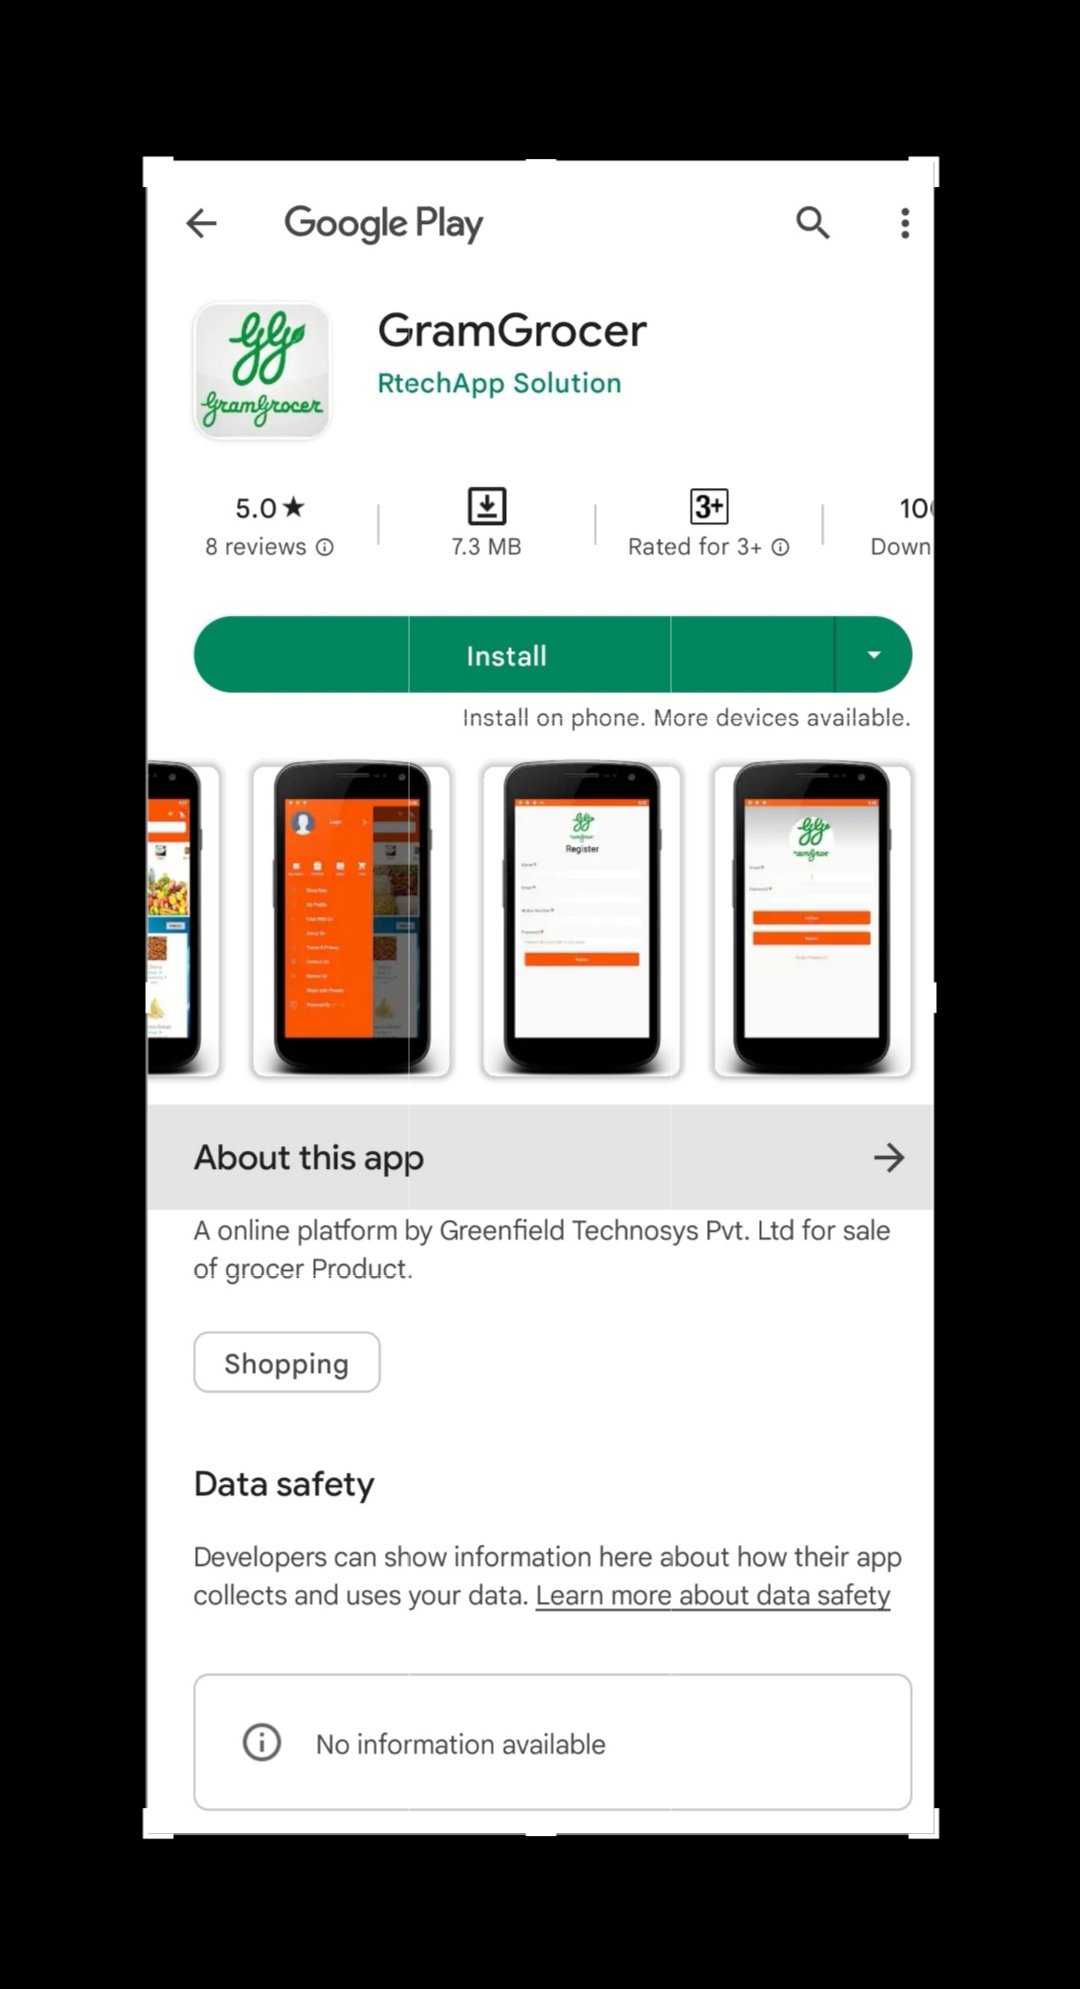 Google Play
GramGrocer
RtechApp Solution
GramGrocer
5.0★
8 reviews
7.3 MB
3+
Rated for 3+
Down
Install
Install on phone. More devices available.
Login
Register
About this app
A online platform by Greenfield Technosys Pvt. Ltd for sale
of grocer Product.
Shopping
Data safety
Developers can show information here about how their app
collects and uses your data. Learn more about data safety
No information available